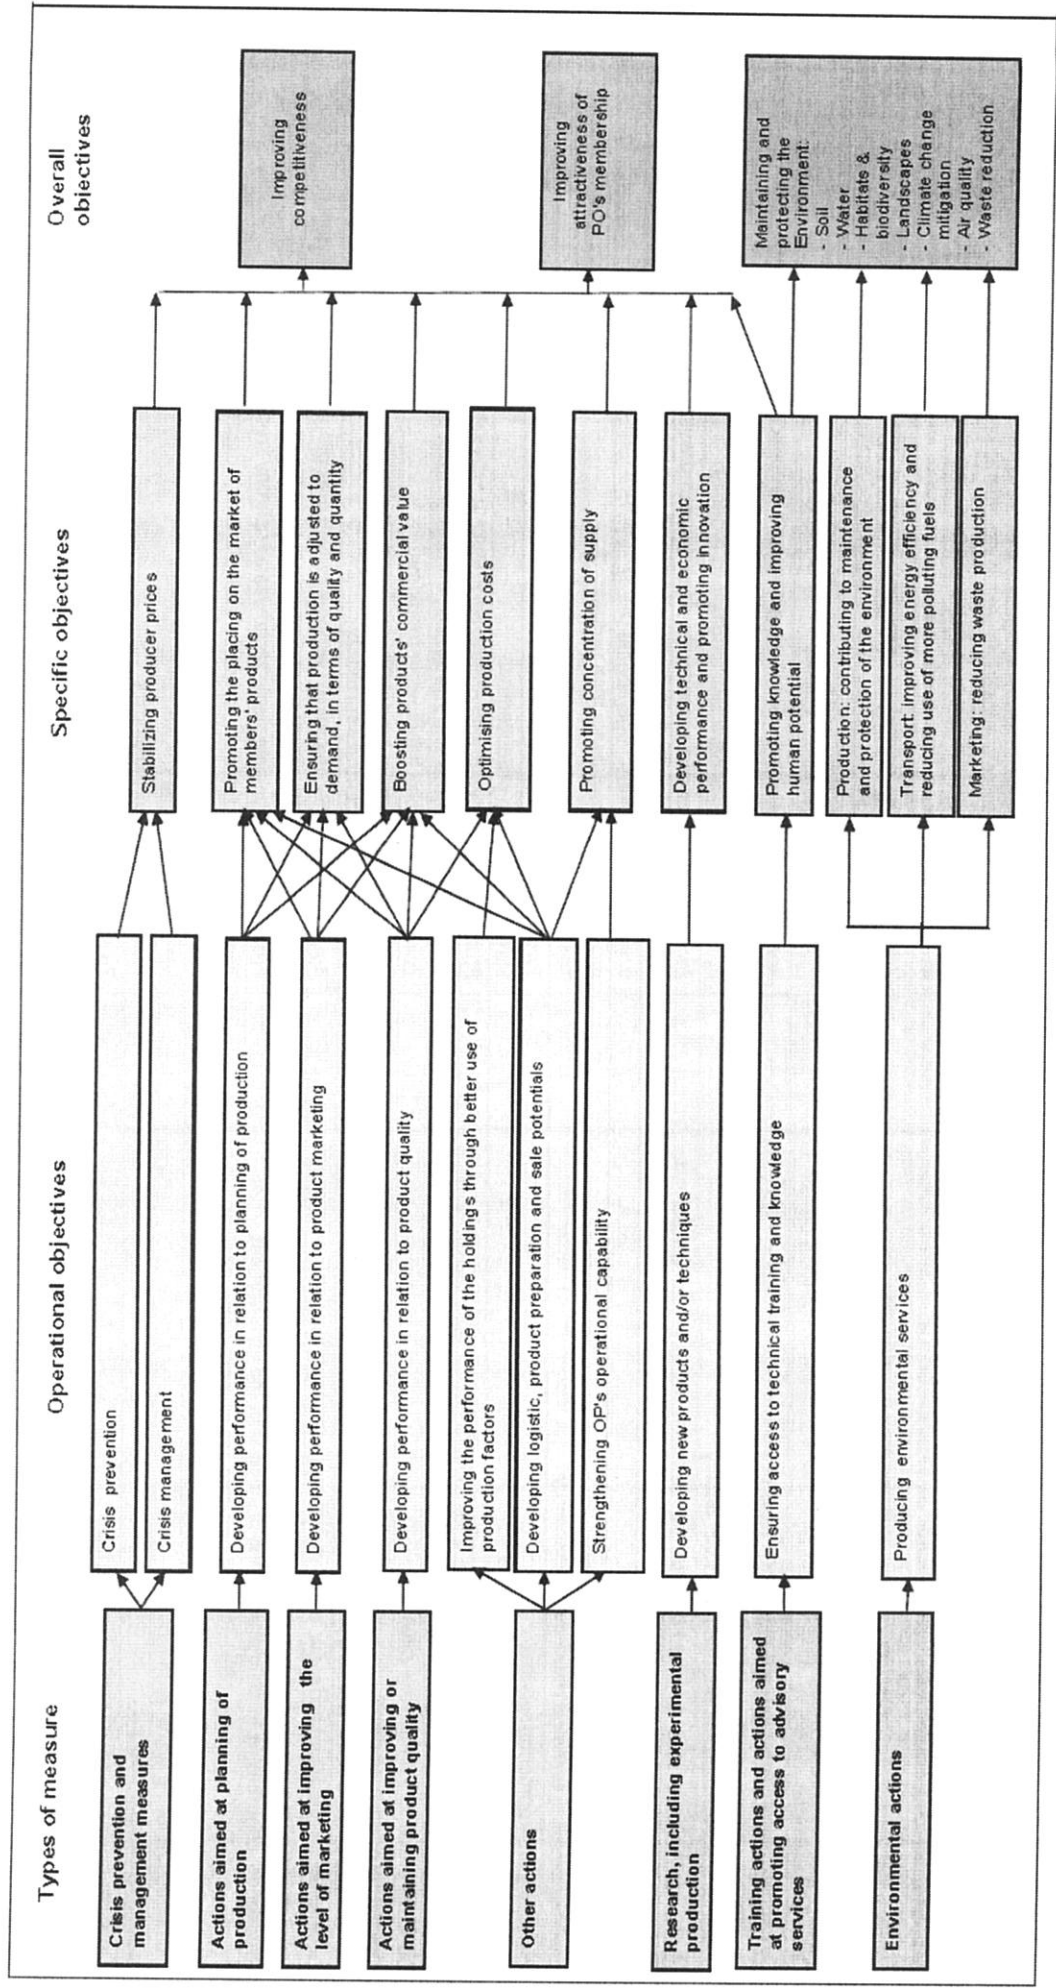 Types of measure
Operational objectives
Specific objectives
Overall
objectives
Crisis prevention and
management measures
Actions aimed at planning of
production
Actions aimed at improving the
level of marketing
Actions aimed at improving or
maintaining product quality
Other actions
Research, including experimental
production
Training actions and actions aimed
at promoting access to advisory
services
Environmental actions
Crisis prevention
Crisis management
Developing performance in relation to planning of production
Developing performance in relation to product marketing
Developing performance in relation to product quality
Improving the performance of the holdings through better use of
production factors
Developing logistic, product preparation and sale potentials
Strengthening OP's operational capability
Developing new products and/or techniques
Ensuring access to technical training and knowledge
Producing environmental services
Stabilizing producer prices
Promoting the placing on the market of
members' products
Ensuring that production is adjusted to
demand, in terms of quality and quantity
Boosting products' commercial value
Optimising production costs
Promoting concentration of supply
Developing technical and economic
performance and promoting innovation
Promoting knowledge and improving
human potential
Production: contributing to maintenance
and protection of the environment
Transport: improving energy efficiency and
reducing use of more polluting fuels
Marketing: reducing waste production
Improving
competitiveness
Improving
attractiveness of
PO's membership
Maintaining and
protecting the
Environment:
- Soil
- Water
- Habitats &
biodiversity
- Landscapes
- Climate change
mitigation
- Air quality
- Waste reduction